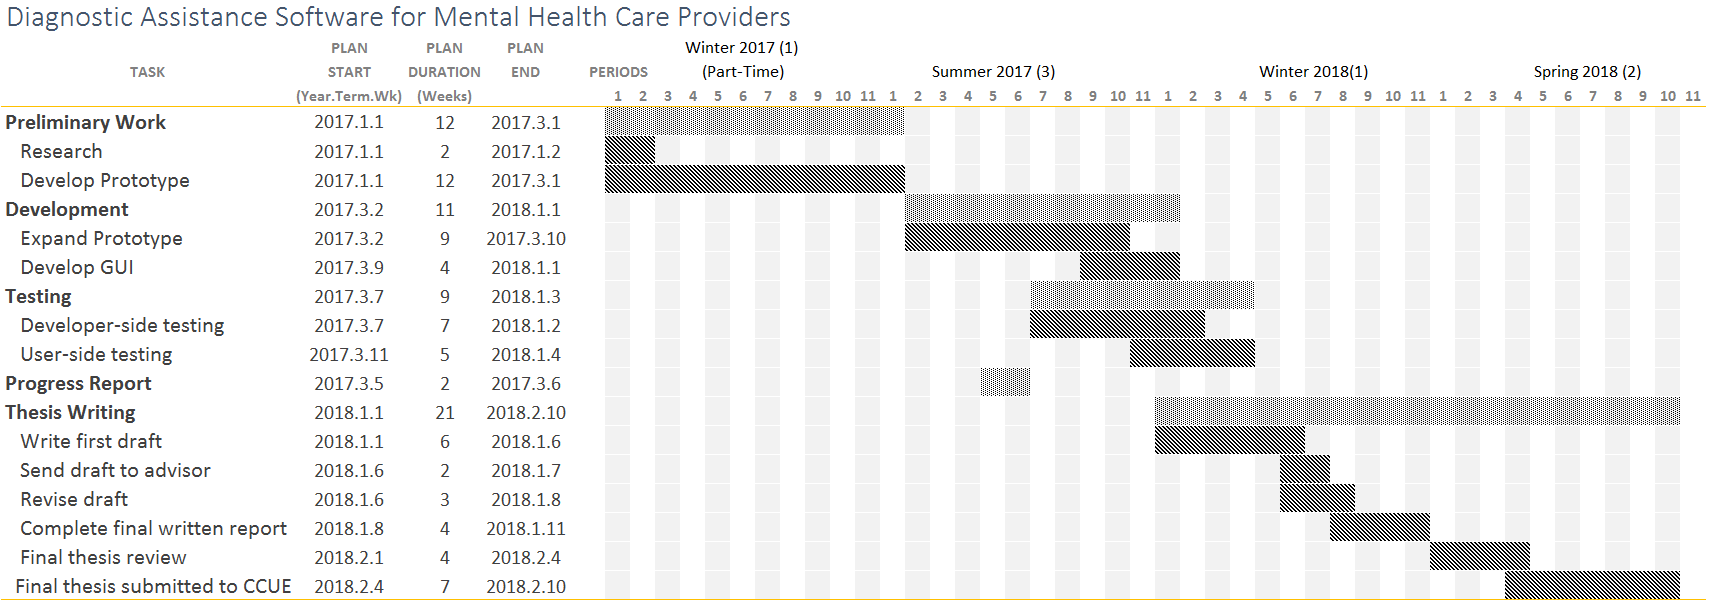 Diagnostic Assistance Software for Mental Health Care Providers
PLAN PLAN PLAN Winter 2017 (1)
TASK START DURATION END PERIODS (Part-Time) Summer 2017 (3) Winter 2018(1) Spring 2018 (2)
(Year.Term.Wk) (Weeks) 1 2 3 4 5 6 7 8 9 10 11 1 2 3 4 5 6 7 8 9 10 11 1 2 3 4 5 6 7 8 9 10 11 1 2 3 4 5 6 7 8 9 10 11
Preliminary Work 2017.1.1 12 2017.3.1
Research 2017.1.1 2 2017.1.2
Develop Prototype 2017.1.1 12 2017.3.1
Development 2017.3.2 11 2018.1.1
Expand Prototype 2017.3.2 9 2017.3.10
Develop GUI 2017.3.9 4 2018.1.1
Testing 2017.3.7 9 2018.1.3
Developer-side testing 2017.3.7 7 2018.1.2
User-side testing 2017.3.11 5 2018.1.4
Progress Report 2017.3.5 2 2017.3.6
Thesis Writing 2018.1.1 21 2018.2.10
Write first draft 2018.1.1 6 2018.1.6
Send draft to advisor 2018.1.6 2 2018.1.7
Revise draft 2018.1.6 3 2018.1.8
Complete final written report 2018.1.8 4 2018.1.11
Final thesis review 2018.2.1 4 2018.2.4
Final thesis submitted to CCUE 2018.2.4 7 2018.2.10